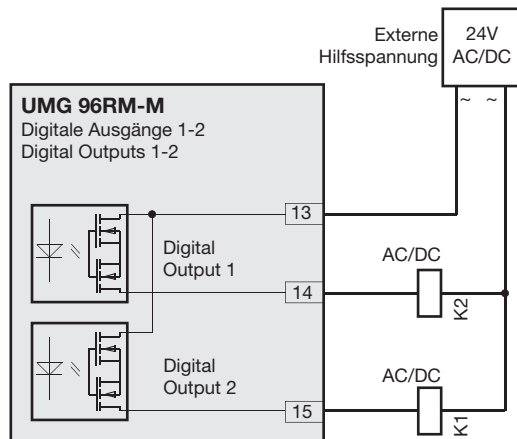 Externe
Hilfsspannung
24V
AC/DC
~ ~
UMG 96RM-M
Digitale Ausgänge 1-2
Digital Outputs 1-2
13
Digital
Output 1
AC/DC
14
K2
Digital
Output 2
AC/DC
15
K1